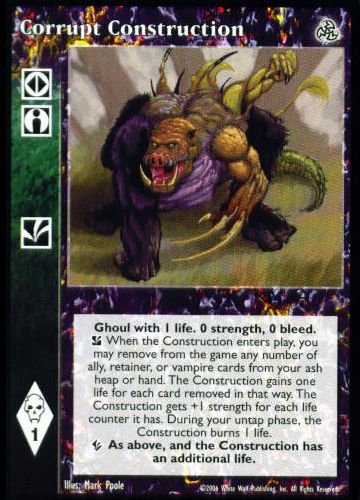 Corrupt Construction
Ghoul with 1 life. 0 strength, 0 bleed.
When the Construction enters play, you
may remove from the game any number of
ally, retainer, or vampire cards from your ash
heap or hand. The Construction gains one
life for each card removed in that way. The
Construction gets +1 strength for each life
counter it has. During your untap phase, the
Construction burns 1 life.
As above, and the Construction has
an additional life.
1
Illus: Mark Poole
©2006 White Wolf Publishing, Inc. All Rights Reserved.